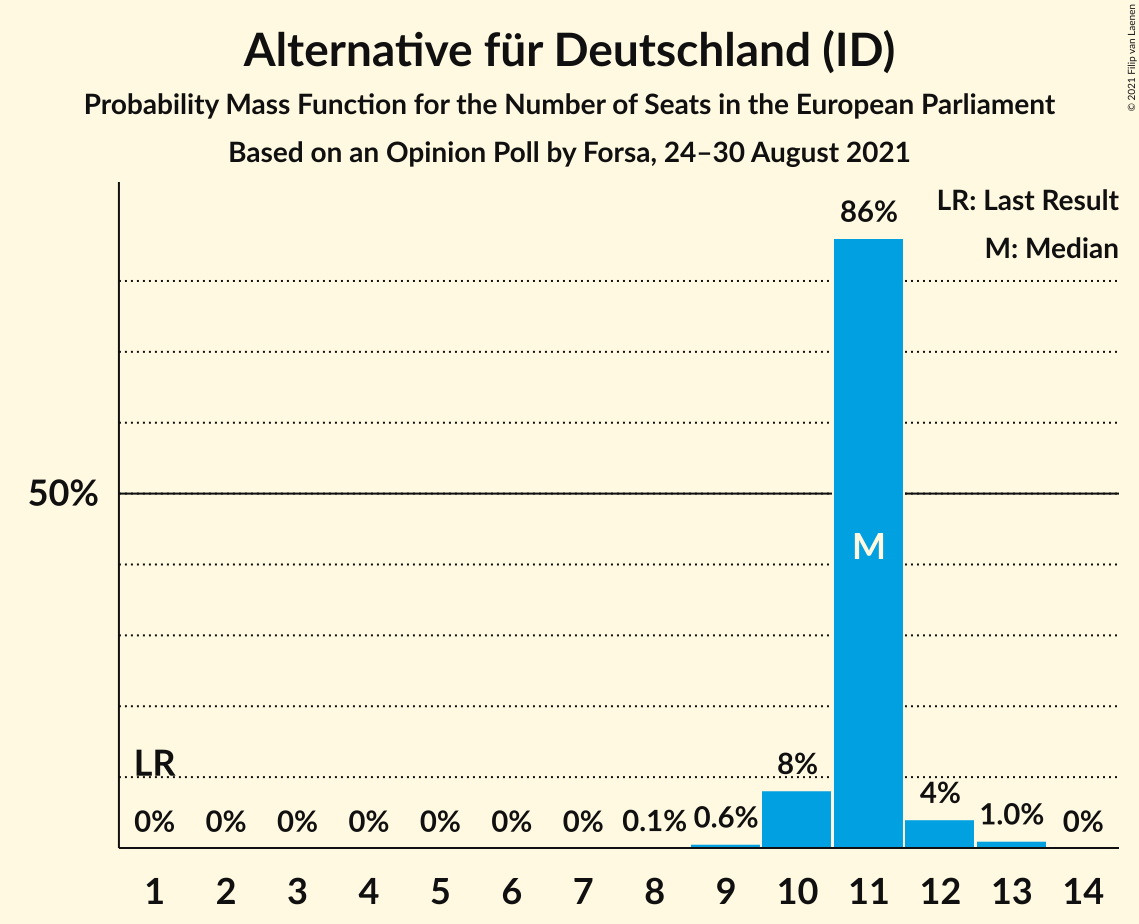 Alternative für Deutschland (ID)
Probability Mass Function for the Number of Seats in the European Parliament
Based on an Opinion Poll by Forsa, 24–30 August 2021
© 2021 Filip van Laenen
LR: Last Result
M: Median
86%
50%
M
LR
8%
4%
0% 0% 0% 0% 0% 0% 0% 0.1% 0.6% 1.0% 0%
1 2 3 4 5 6 7 8 9 10 11 12 13 14